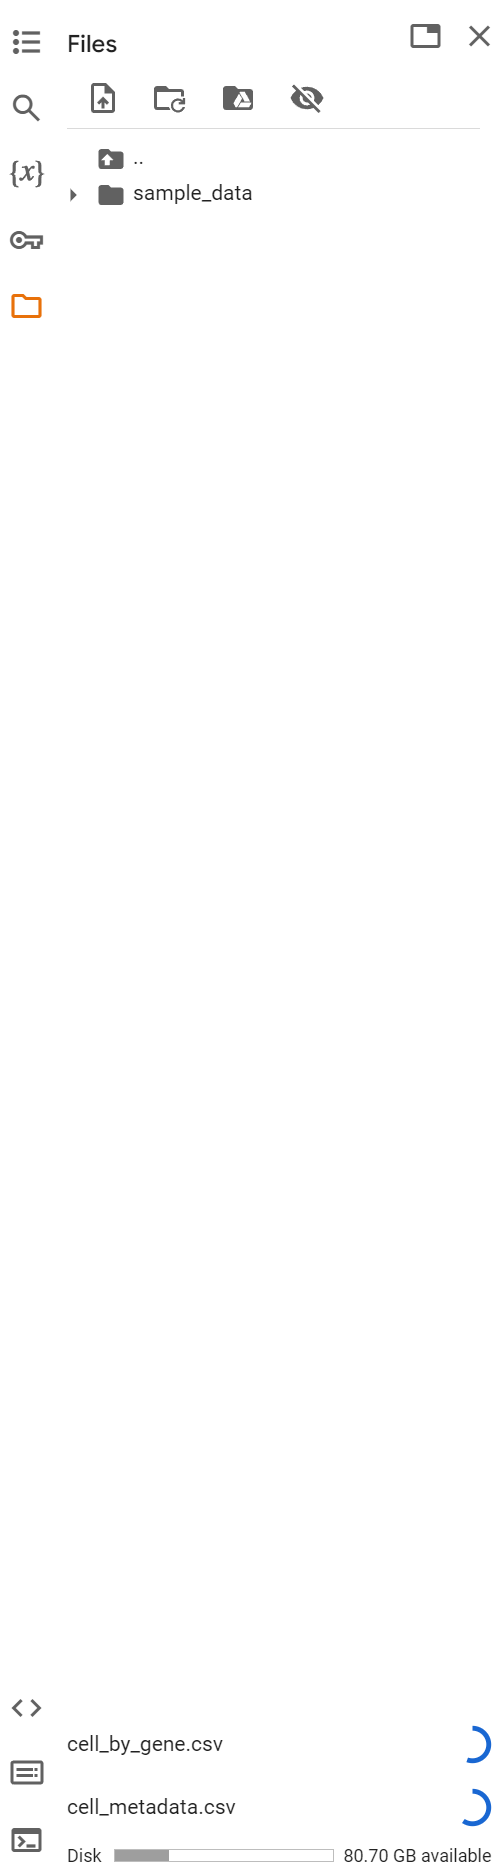 Files
..
sample_data
{x}
cell_by_gene.csv
cell_metadata.csv
Disk 80.70 GB available